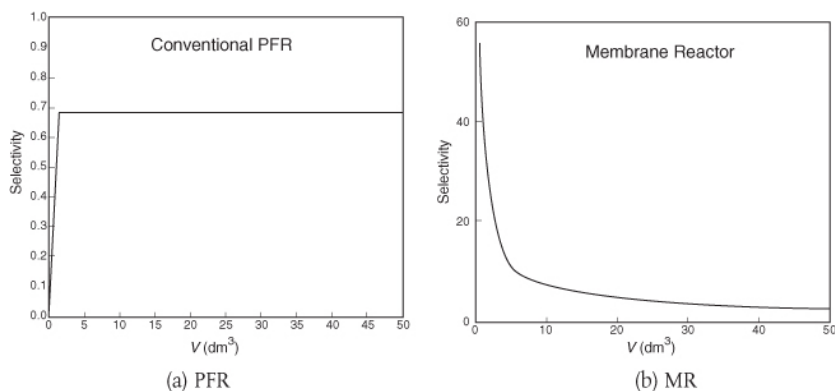 Conventional PFR
Selectivity
1.0
0.9
0.8
0.7
0.6
0.5
0.4
0.3
0.2
0.1
0.0
0 5 10 15 20 25 30 35 40 45 50
V (dm³)
(a) PFR
Membrane Reactor
Selectivity
60
40
20
0
0 10 20 30 40 50
V (dm³)
(b) MR